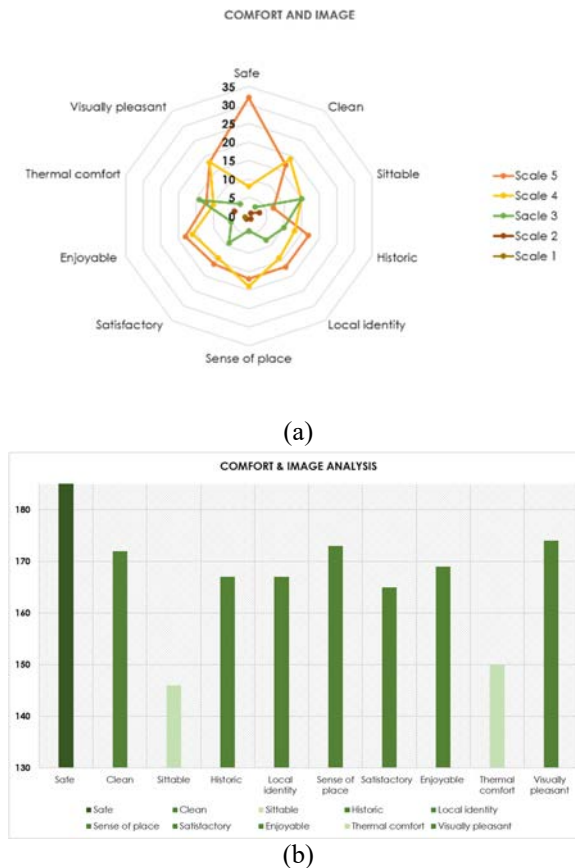 COMFORT AND IMAGE
Safe
Visually pleasant
Clean
Thermal comfort
Sittable
Enjoyable
Historic
Satisfactory
Local identity
Sense of place
35
30
25
20
15
10
5
0
Scale 5
Scale 4
Sacle 3
Scale 2
Scale 1
(a)
COMFORT & IMAGE ANALYSIS
180
170
160
150
140
130
Safe Clean Sittable Historic Local identity Sense of place Satisfactory Enjoyable Thermal comfort Visually pleasant
Safe Clean Sittable Historic Local identity
Sense of place Satisfactory Enjoyable Thermal comfort Visually pleasant
(b)